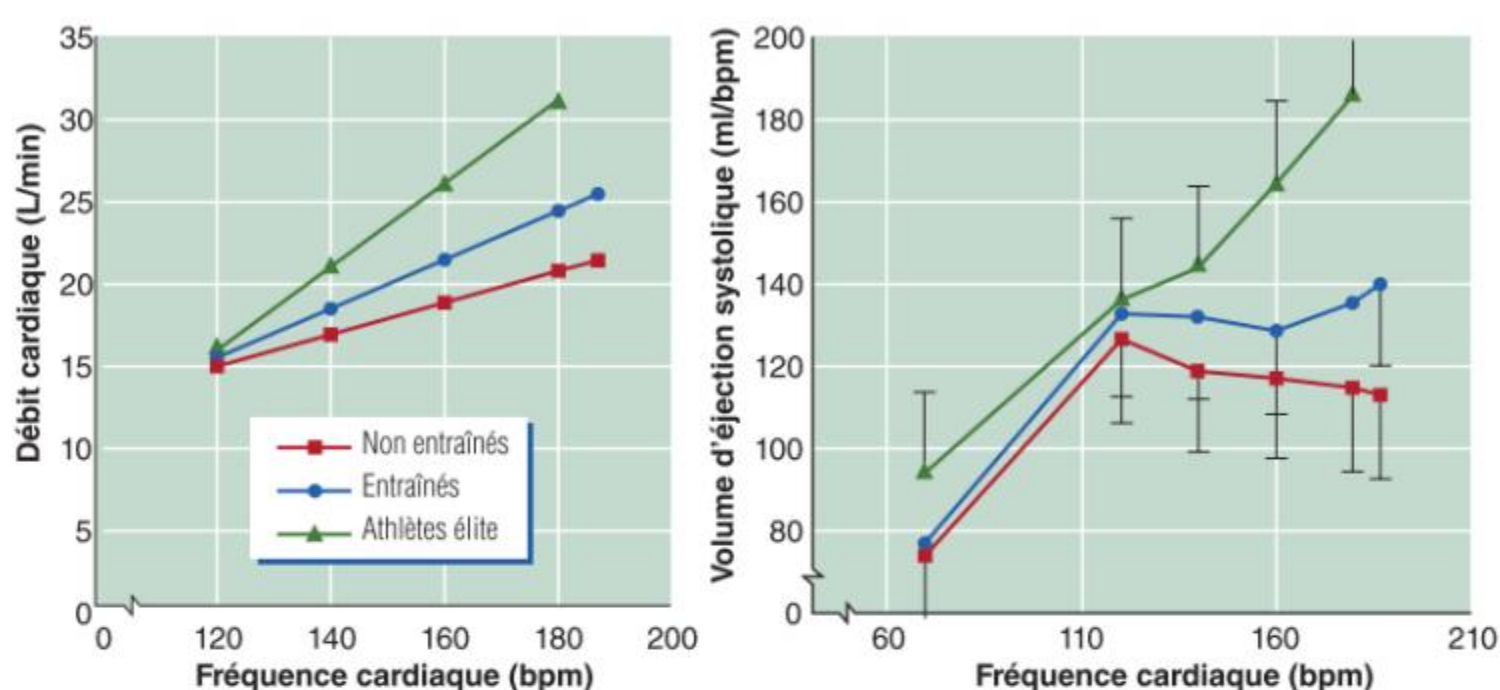 Débit cardiaque (L/min)
35
30
25
20
15
10
5
0
Non entraînés
Entraînés
Athlètes élite
0 120 140 160 180 200
Fréquence cardiaque (bpm)
Volume d'éjection systolique (ml/bpm)
200
180
160
140
120
100
80
0
60 110 160 210
Fréquence cardiaque (bpm)